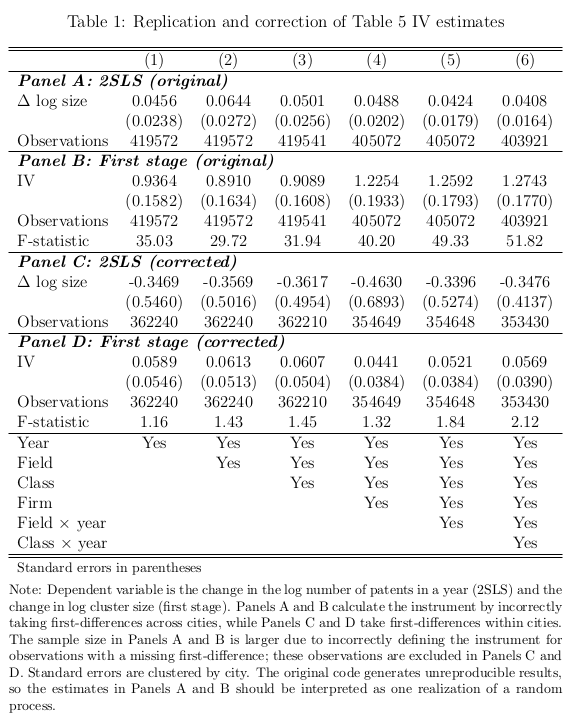 Table 1: Replication and correction of Table 5 IV estimates
(1) (2) (3) (4) (5) (6)
Panel A: 2SLS (original)
Δ log size 0.0456 0.0644 0.0501 0.0488 0.0424 0.0408
(0.0238) (0.0272) (0.0256) (0.0202) (0.0179) (0.0164)
Observations 419572 419572 419541 405072 405072 403921
Panel B: First stage (original)
IV 0.9364 0.8910 0.9089 1.2254 1.2592 1.2743
(0.1582) (0.1634) (0.1608) (0.1933) (0.1793) (0.1770)
Observations 419572 419572 419541 405072 405072 403921
F-statistic 35.03 29.72 31.94 40.20 49.33 51.82
Panel C: 2SLS (corrected)
Δ log size -0.3469 -0.3569 -0.3617 -0.4630 -0.3396 -0.3476
(0.5460) (0.5016) (0.4954) (0.6893) (0.5274) (0.4137)
Observations 362240 362240 362210 354649 354648 353430
Panel D: First stage (corrected)
IV 0.0589 0.0613 0.0607 0.0441 0.0521 0.0569
(0.0546) (0.0513) (0.0504) (0.0384) (0.0384) (0.0390)
Observations 362240 362240 362210 354649 354648 353430
F-statistic 1.16 1.43 1.45 1.32 1.84 2.12
Year Yes Yes Yes Yes Yes Yes
Field Yes Yes Yes Yes Yes
Class Yes Yes Yes Yes
Firm Yes Yes Yes
Field × year Yes Yes
Class × year Yes
Standard errors in parentheses
Note: Dependent variable is the change in the log number of patents in a year (2SLS) and the
change in log cluster size (first stage). Panels A and B calculate the instrument by incorrectly
taking first-differences across cities, while Panels C and D take first-differences within cities.
The sample size in Panels A and B is larger due to incorrectly defining the instrument for
observations with a missing first-difference; these observations are excluded in Panels C and
D. Standard errors are clustered by city. The original code generates unreproducible results,
so the estimates in Panels A and B should be interpreted as one realization of a random
process.